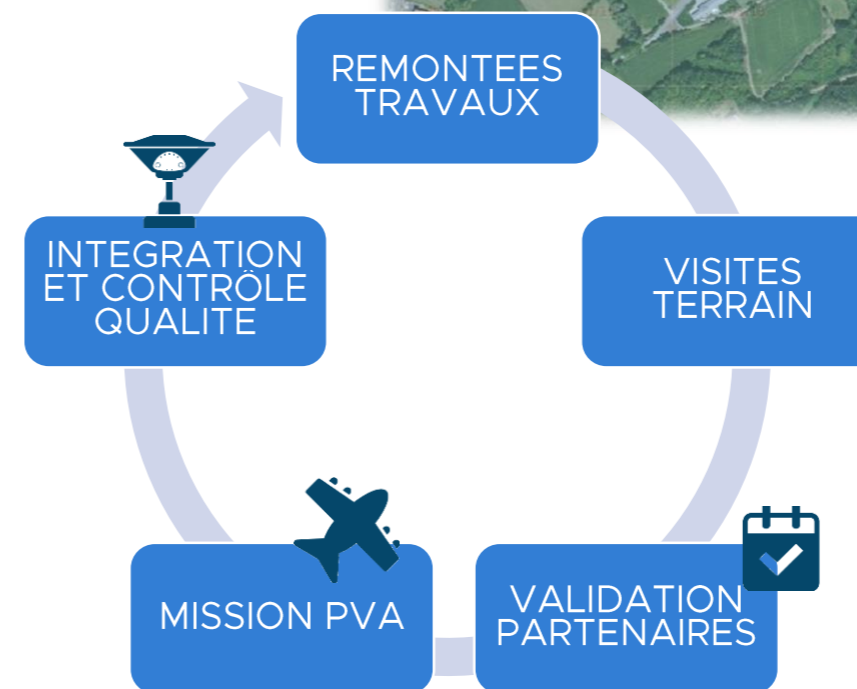 REMONTEES
TRAVAUX
VISITES
TERRAIN
VALIDATION
PARTENAIRES
MISSION PVA
INTEGRATION
ET CONTRÔLE
QUALITE